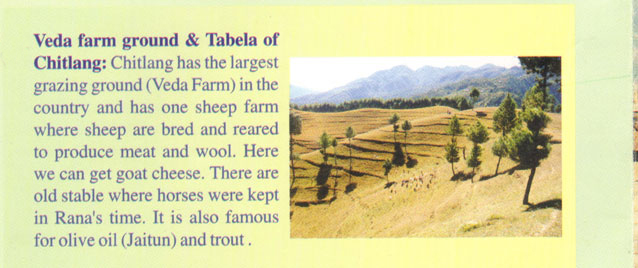 Veda farm ground & Tabela of
Chitlang: Chitlang has the largest
grazing ground (Veda Farm) in the
country and has one sheep farm
where sheep are bred and reared
to produce meat and wool. Here
we can get goat cheese. There are
old stable where horses were kept
in Rana's time. It is also famous
for olive oil (Jaitun) and trout .